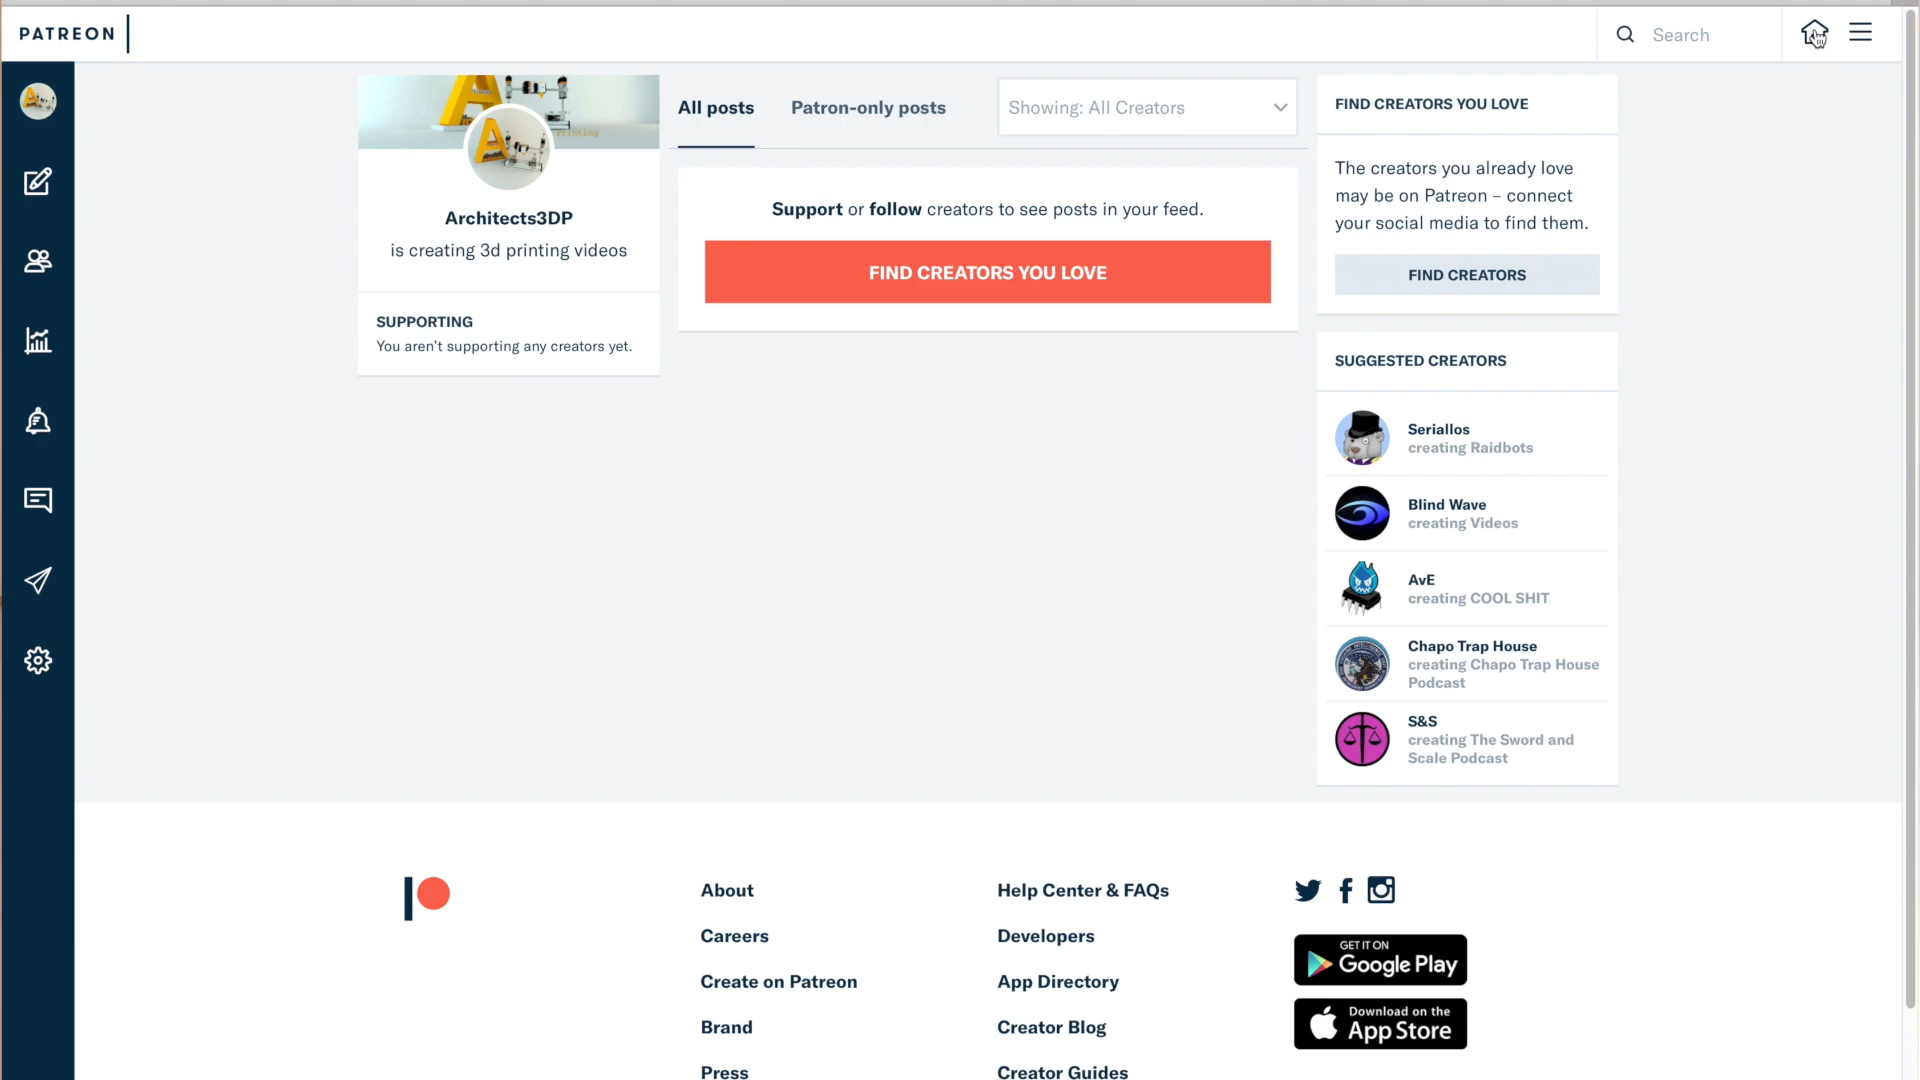 PATREON
Search
Printing
Architects3DP
is creating 3d printing videos
SUPPORTING
You aren't supporting any creators yet.
All posts
Patron-only posts
Showing: All Creators
Support or follow creators to see posts in your feed.
FIND CREATORS YOU LOVE
FIND CREATORS YOU LOVE
The creators you already love
may be on Patreon – connect
your social media to find them.
FIND CREATORS
SUGGESTED CREATORS
Seriallos
creating Raidbots
Blind Wave
creating Videos
AvE
creating COOL SHIT
Chapo Trap House
creating Chapo Trap House
Podcast
S&S
creating The Sword and
Scale Podcast
About
Careers
Create on Patreon
Brand
Press
Help Center & FAQs
Developers
App Directory
Creator Blog
Creator Guides
GET IT ON
Google Play
Download on the
App Store